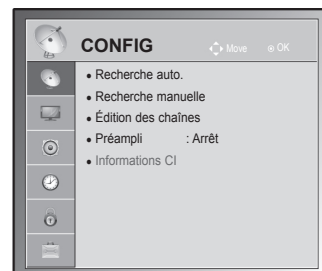 CONFIG Move OK
Recherche auto.
Recherche manuelle
Édition des chaînes
Préampli : Arrêt
Informations CI